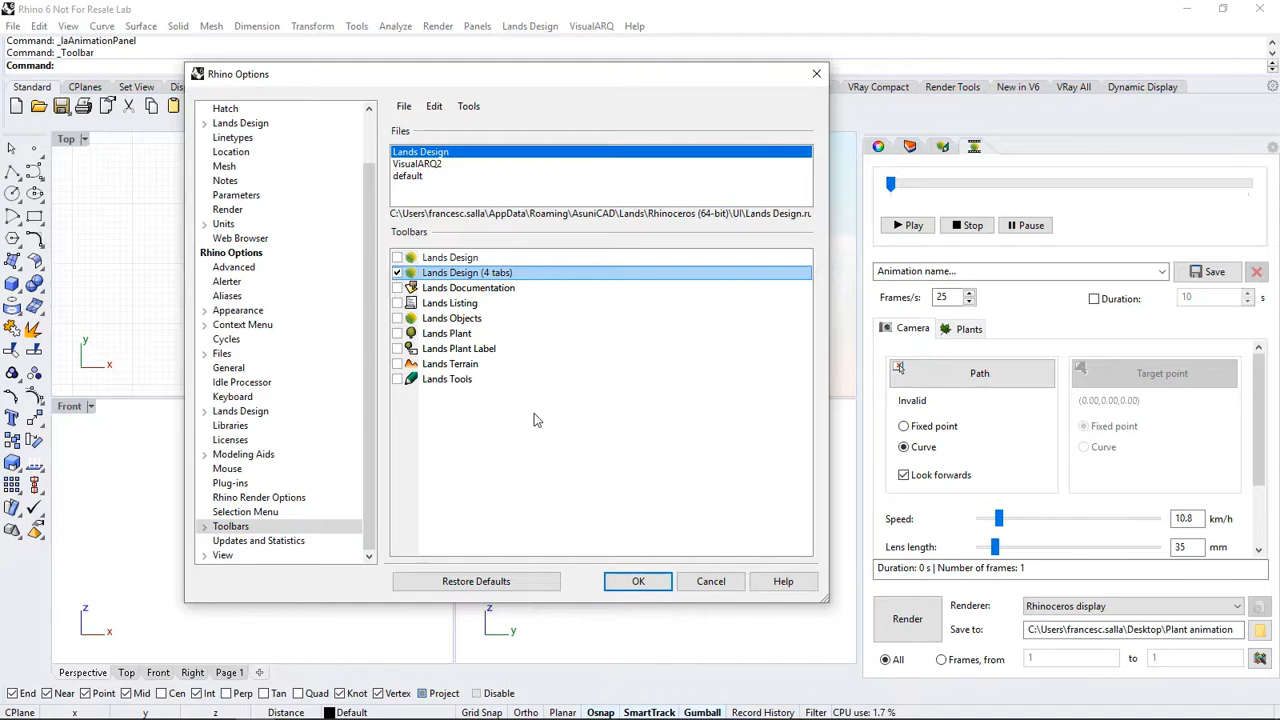 Rhino 6 Not For Resale Lab
File Edit View Curve Surface Solid Mesh Dimension Transform Tools Analyze Render Panels Lands Design VisualARQ Help
Command: _laAnimationPanel
Command: _Toolbar
Command:
Standard CPlanes Set View VRay Compact Render Tools New in V6 VRay All Dynamic Display
Top
y
x
Front
z
x
z
y
Rhino Options
Hatch
Lands Design
Linetypes
Location
Mesh
Notes
Parameters
Render
Units
Web Browser
Rhino Options
Advanced
Alerter
Aliases
Appearance
Context Menu
Cycles
Files
General
Idle Processor
Keyboard
Lands Design
Libraries
Licenses
Modeling Aids
Mouse
Plug-ins
Rhino Render Options
Selection Menu
Toolbars
Updates and Statistics
View
File Edit Tools
Files
Lands Design
VisualARQ2
default
C:\Users\francesc.salla\AppData\Roaming\AsuniCAD\Lands\Rhinoceros (64-bit)\UI\Lands Design.ru
Toolbars
Lands Design
Lands Design (4 tabs)
Lands Documentation
Lands Listing
Lands Objects
Lands Plant
Lands Plant Label
Lands Terrain
Lands Tools
Restore Defaults OK Cancel Help
Play Stop Pause
Animation name... Save
Frames/s: 25 Duration: 10 s
Camera Plants
Path Target point
Invalid (0.00,0.00,0.00)
Fixed point Fixed point
Curve Curve
Look forwards
Speed: 10.8 km/h
Lens length: 35 mm
Duration: 0 s | Number of frames: 1
Render Renderer: Rhinoceros display
Save to: C:\Users\francesc.salla\Desktop\Plant animation
All Frames, from 1 to 1
Perspective Top Front Right Page 1
End Near Point Mid Cen Int Perp Tan Quad Knot Vertex Project Disable
CPlane x y z Distance Default Grid Snap Ortho Planar Osnap SmartTrack Gumball Record History Filter CPU use: 1.7 %